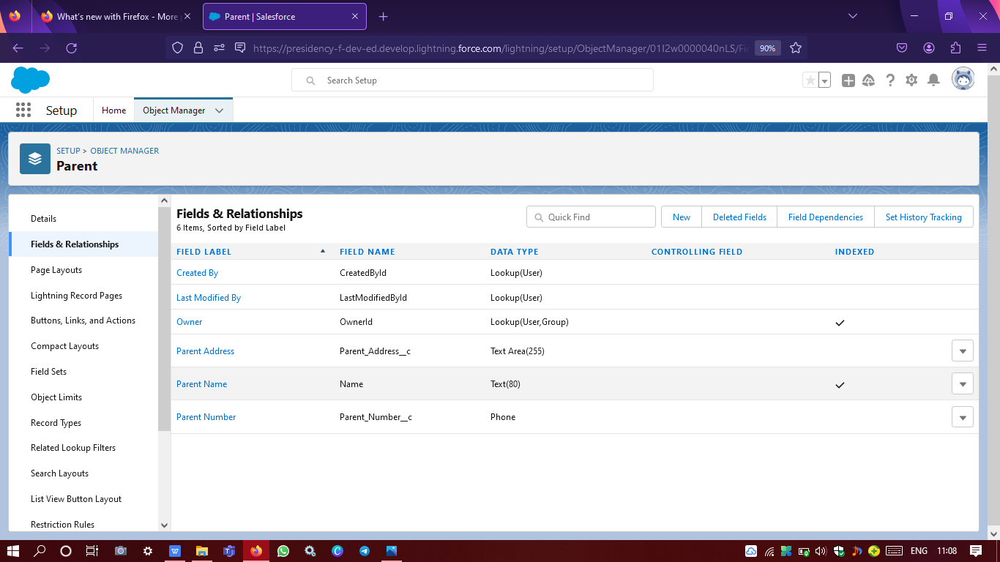 What's new with Firefox - More
Parent | Salesforce
https://presidency-f-dev-ed.develop.lightning.force.com/lightning/setup/ObjectManager/01I2w0000040nLS/Fi
90%
Search Setup
Setup
Home
Object Manager
SETUP > OBJECT MANAGER
Parent
Details
Fields & Relationships
Page Layouts
Lightning Record Pages
Buttons, Links, and Actions
Compact Layouts
Field Sets
Object Limits
Record Types
Related Lookup Filters
Search Layouts
List View Button Layout
Restriction Rules
Fields & Relationships
6 Items, Sorted by Field Label
Quick Find
New
Deleted Fields
Field Dependencies
Set History Tracking
FIELD LABEL FIELD NAME DATA TYPE CONTROLLING FIELD INDEXED
Created By CreatedById Lookup(User)
Last Modified By LastModifiedById Lookup(User)
Owner OwnerId Lookup(User,Group)
Parent Address Parent_Address__c Text Area(255)
Parent Name Name Text(80)
Parent Number Parent_Number__c Phone
ENG 11:08